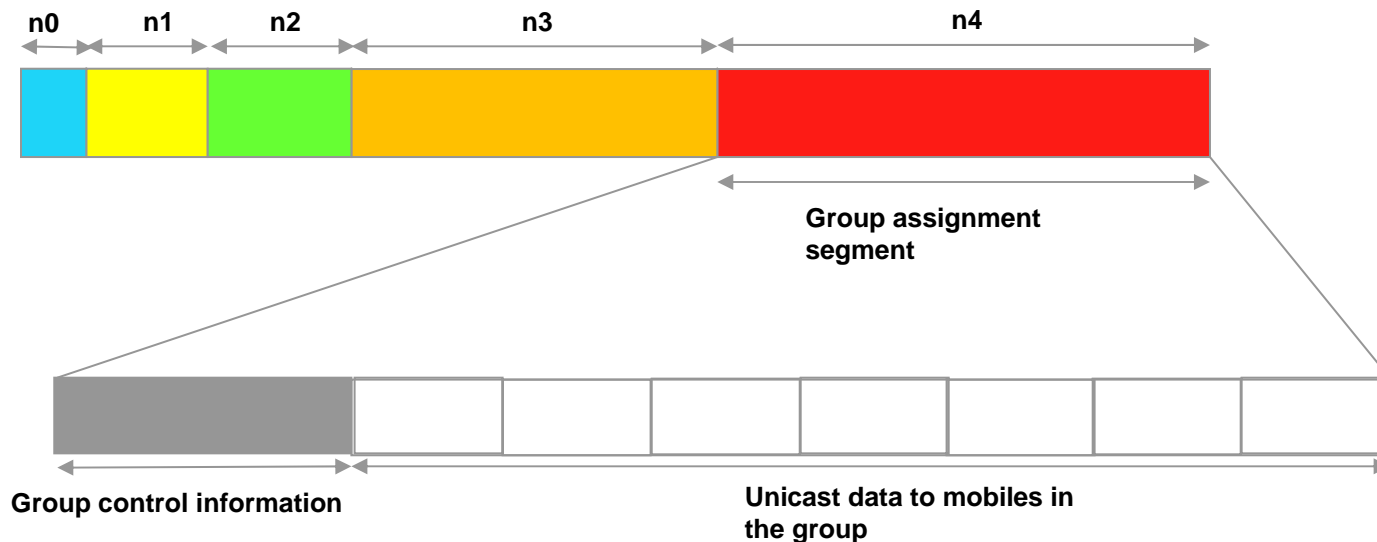 n0 n1 n2 n3 n4
Group assignment
segment
Group control information
Unicast data to mobiles in
the group